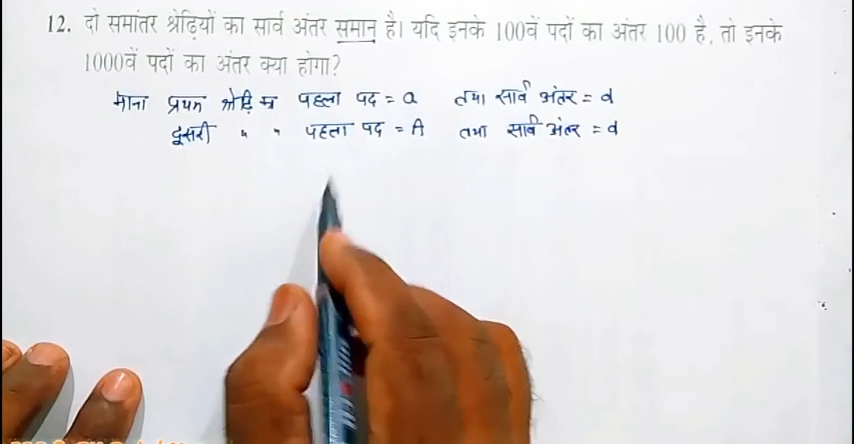 12. दो समांतर श्रेढ़ियों का सार्व अंतर समान है। यदि इनके 100वें पदों का अंतर 100 है, तो इनके
1000वें पदों का अंतर क्या होगा?
माना प्रथम श्रेढ़ि में पहला पद = a तथा सार्व अंतर = d
दूसरी " " पहला पद = A तथा सार्व अंतर = d